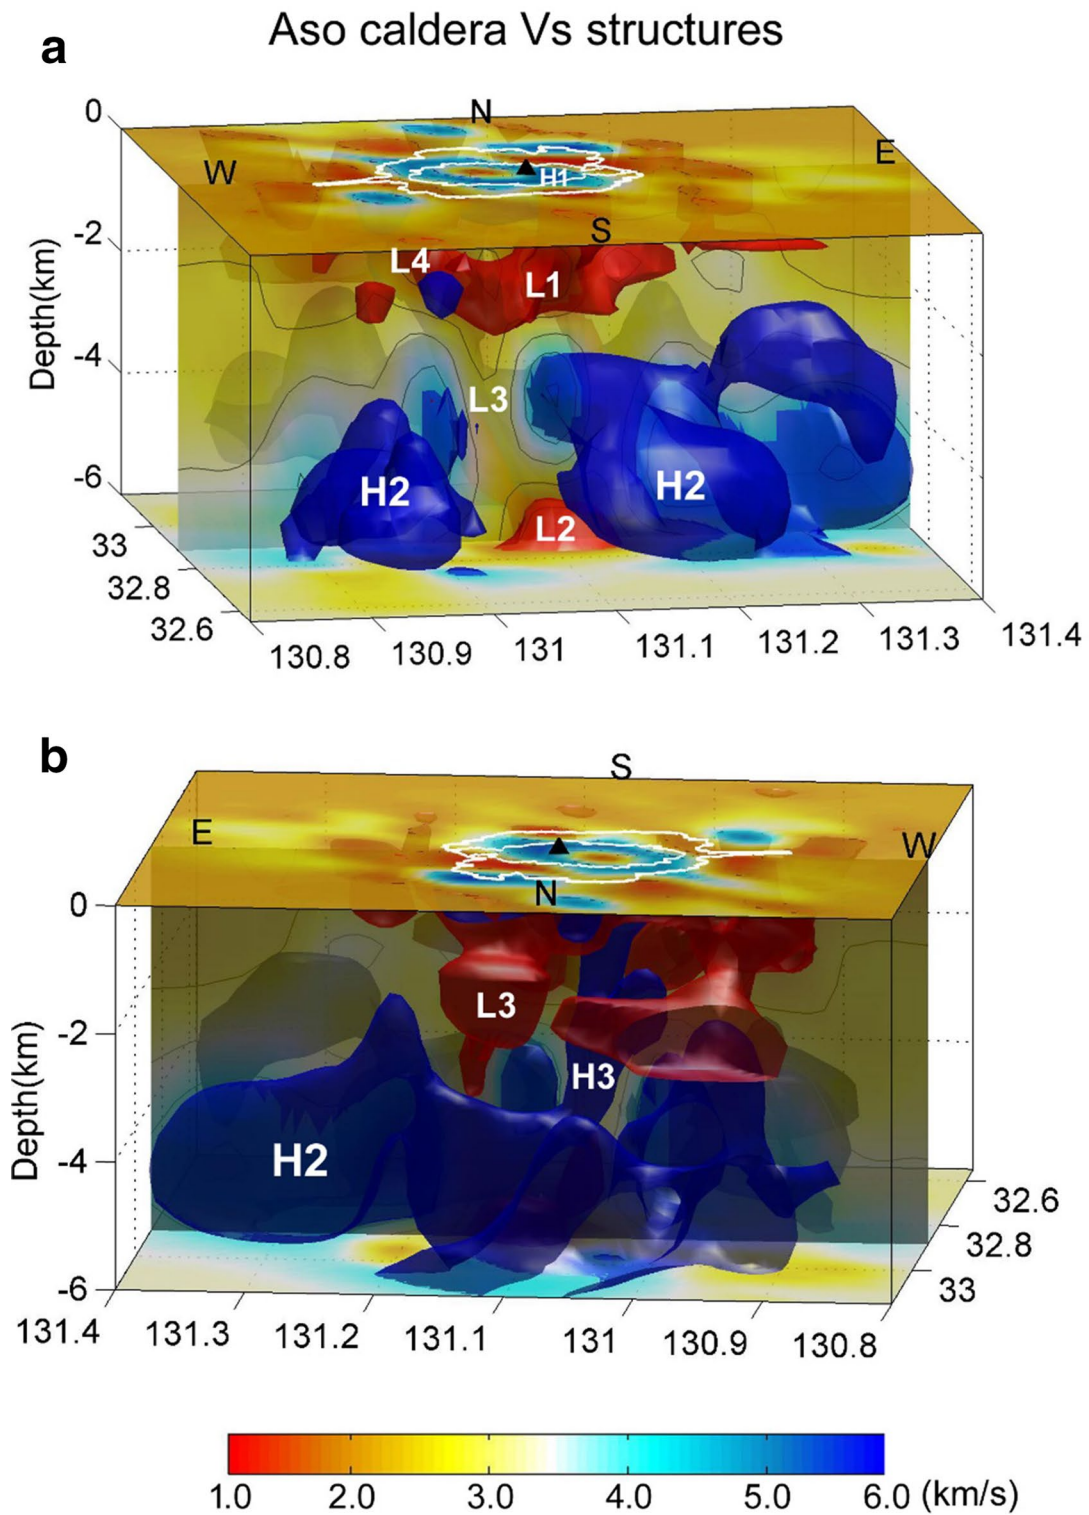 Aso caldera Vs structures
a
N
0
W
E
H1
S
-2
L4
L1
Depth(km)
-4
L3
H2
H2
-6
L2
33
32.8
32.6
130.8
130.9
131
131.1
131.2
131.3
131.4
b
S
E
W
N
0
L3
-2
H3
Depth(km)
H2
-4
32.6
32.8
33
-6
131.4
131.3
131.2
131.1
131
130.9
130.8
1.0 2.0 3.0 4.0 5.0 6.0 (km/s)